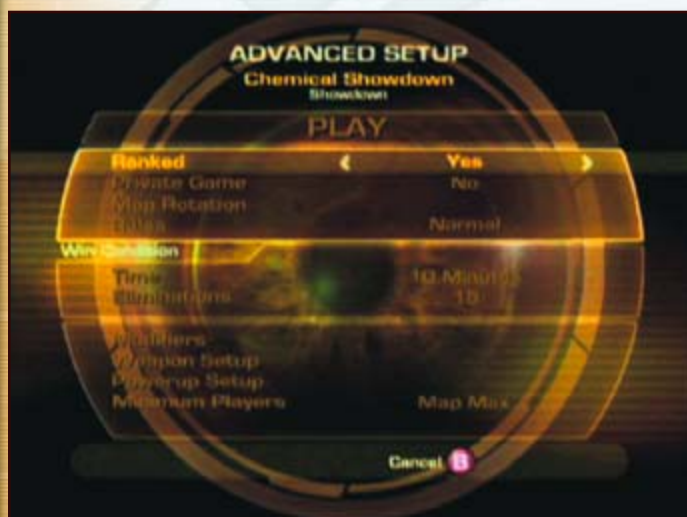 ADVANCED SETUP
Chemical Showdown
Showdown
PLAY
Ranked Yes
Private Game No
Map Rotation
Rules Normal
Win Condition
Time 10 Minutes
Eliminations 15
Modifiers
Weapon Setup
Powerup Setup
Minimum Players Map Max
Cancel B